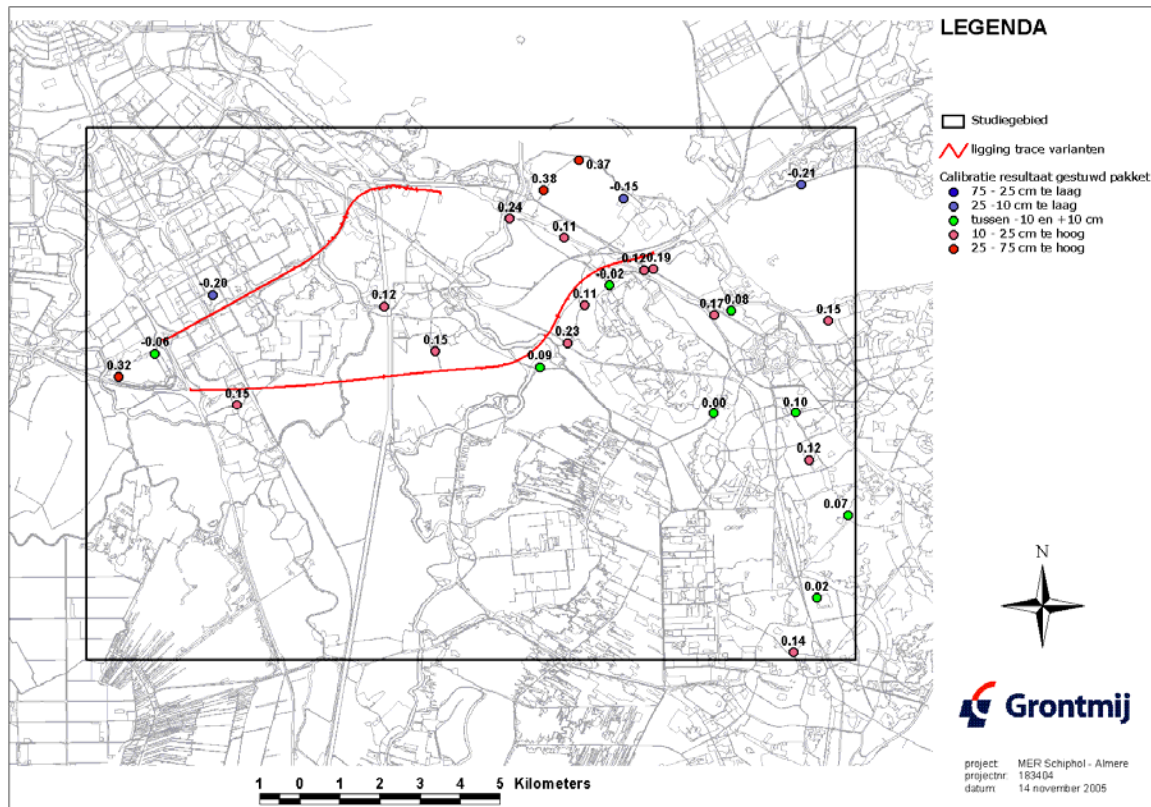 LEGENDA
Studiegebied
ligging trace varianten
Calibratie resultaat gestuwd pakket
75 - 25 cm te laag
25 -10 cm te laag
tussen -10 en +10 cm
10 - 25 cm te hoog
25 - 75 cm te hoog
0.37
0.38
-0.15
-0.21
0.24
0.11
0.12
0.19
-0.02
-0.20
0.12
0.11
0.17
0.08
0.15
-0.06
0.15
0.23
0.09
0.32
0.15
0.00
0.10
0.12
0.07
0.02
0.14
N
Grontmij
project: MER Schiphol - Almere
projectnr: 183404
datum: 14 november 2005
1 0 1 2 3 4 5 Kilometers